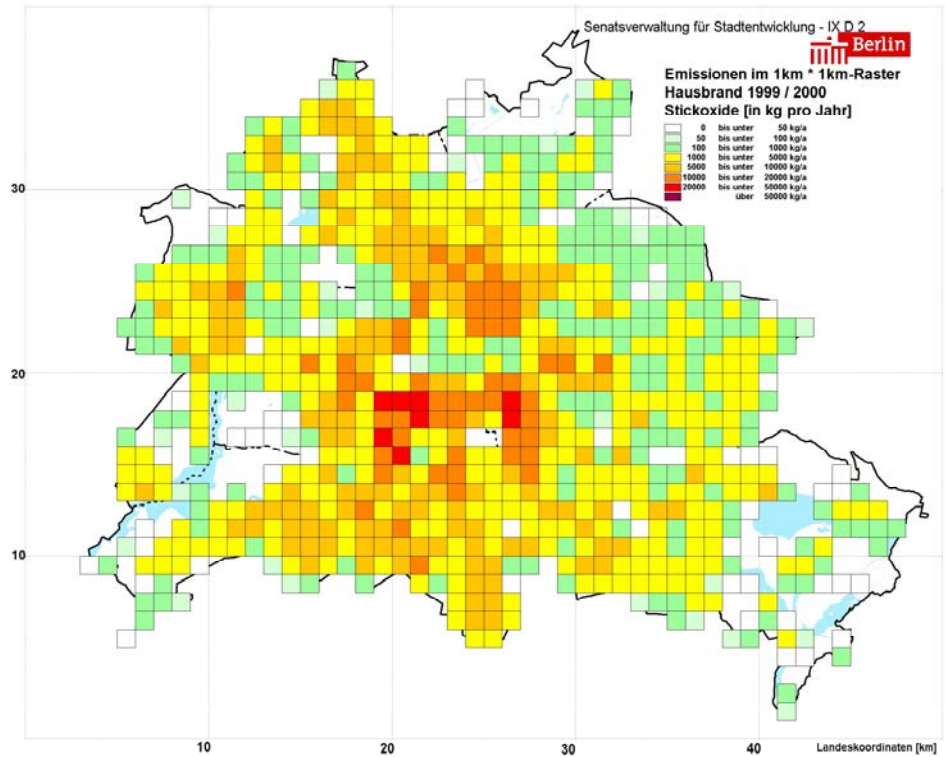 Senatsverwaltung für Stadtentwicklung - IX D 2
Berlin
Emissionen im 1km * 1km-Raster
Hausbrand 1999 / 2000
Stickoxide [in kg pro Jahr]
0 bis unter 50 kg/a
50 bis unter 100 kg/a
100 bis unter 1000 kg/a
1000 bis unter 5000 kg/a
5000 bis unter 10000 kg/a
10000 bis unter 20000 kg/a
20000 bis unter 50000 kg/a
über 50000 kg/a
30
20
10
10 20 30 40 Landeskoordinaten [km]